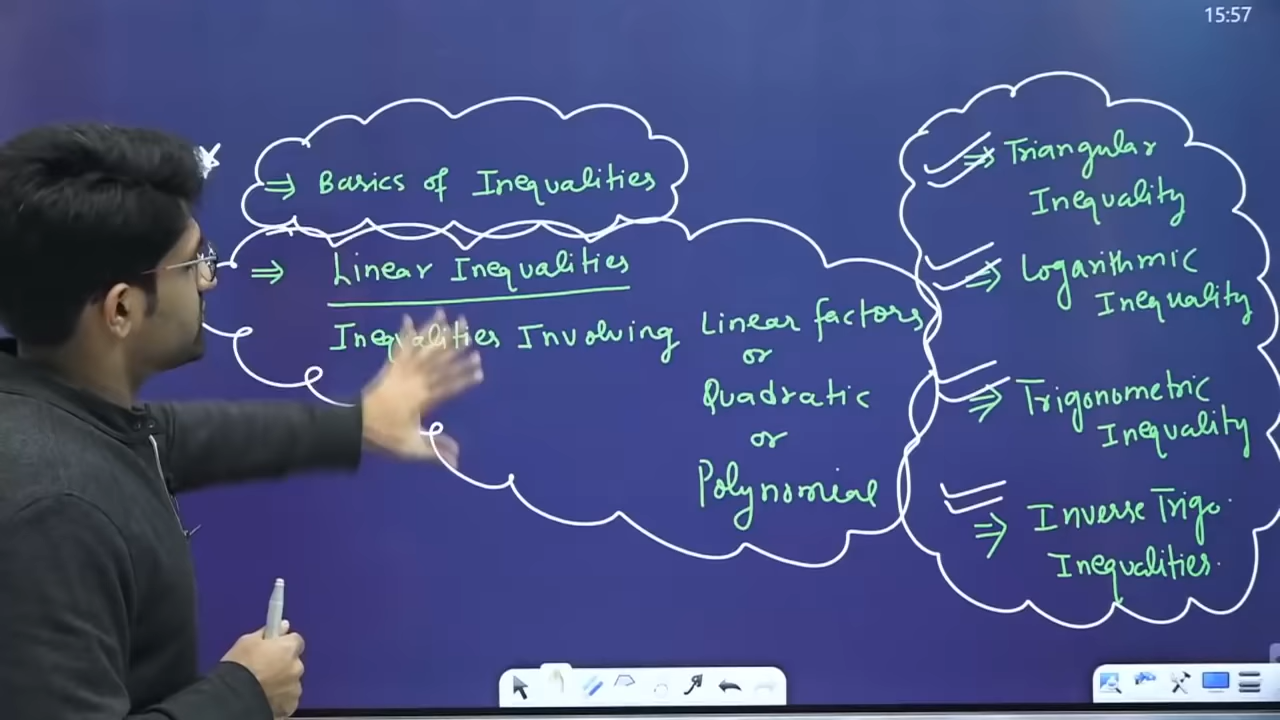 15:57
⇒ Basics of Inequalities
⇒ Linear Inequalities
Inequalities Involving Linear factors
or
Quadratic
or
Polynomial
⇒ Triangular
Inequality
⇒ Logarithmic
Inequality
⇒ Trigonometric
Inequality
⇒ Inverse Trigo.
Inequalities.